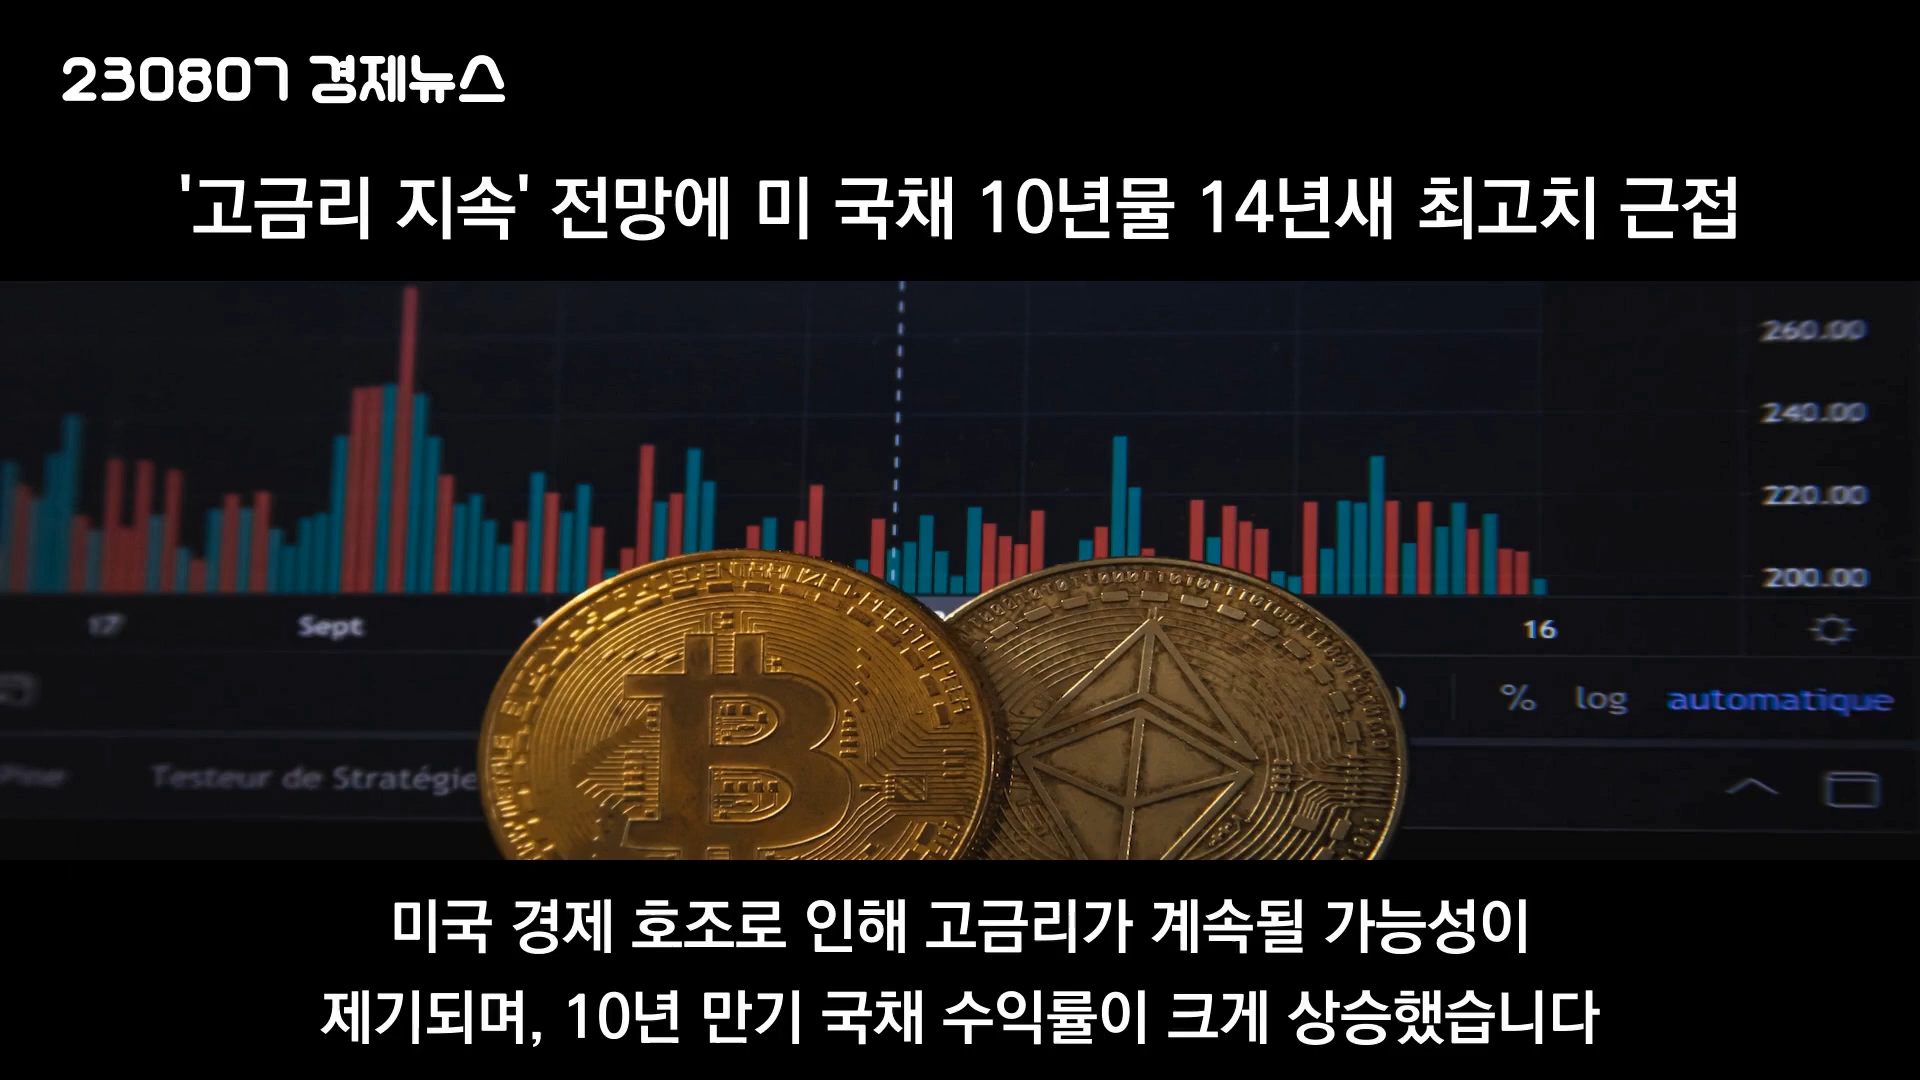 230807 경제뉴스
'고금리 지속' 전망에 미 국채 10년물 14년새 최고치 근접
260.00
240.00
220.00
200.00
17
Sept
16
%
log
automatique
Pine
Testeur de Stratégie
미국 경제 호조로 인해 고금리가 계속될 가능성이
제기되며, 10년 만기 국채 수익률이 크게 상승했습니다